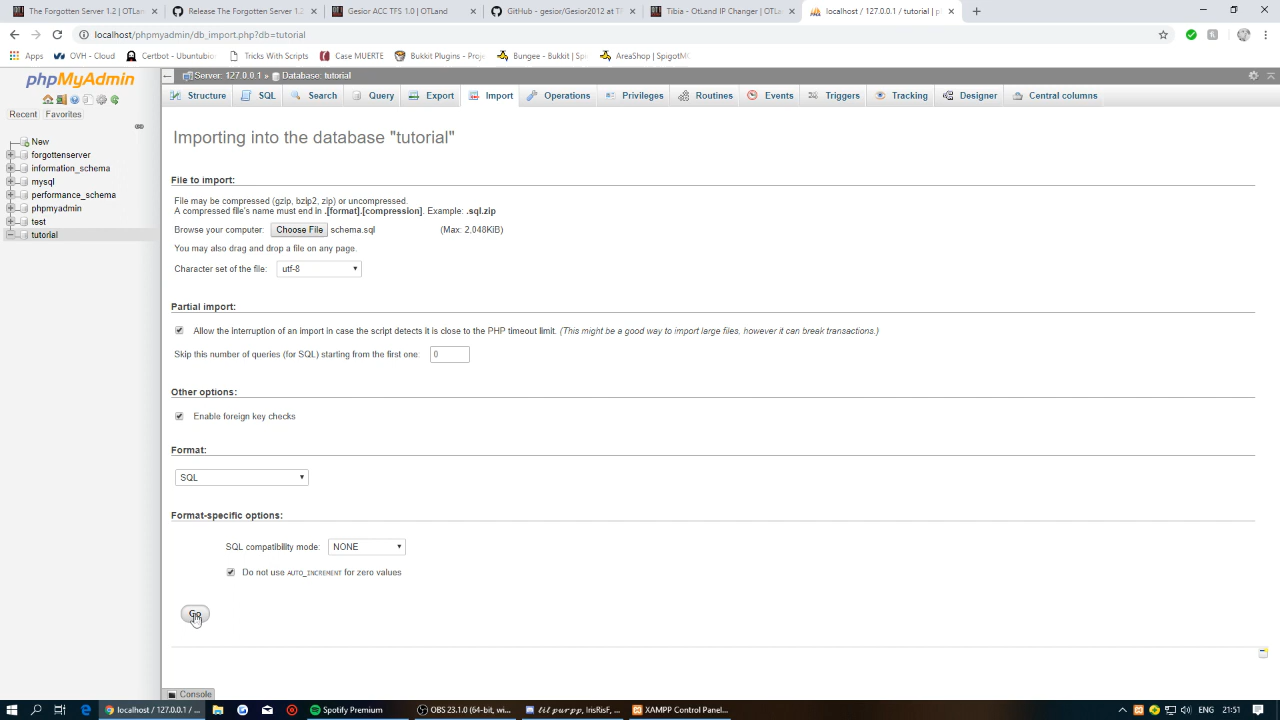 The Forgotten Server 1.2 | OTLan
Release The Forgotten Server 1.2
Gesior ACC TFS 1.0 | OTLand
GitHub - gesior/Gesior2012 at TF
Tibia - OtLand IP Changer | OTLan
localhost / 127.0.0.1 / tutorial | p
localhost/phpmyadmin/db_import.php?db=tutorial
Apps
OVH - Cloud
Certbot - Ubuntubio
Tricks With Scripts
Case MUERTE
Bukkit Plugins - Proje
Bungee - Bukkit | Spi
AreaShop | SpigotMC
phpMyAdmin
Recent
Favorites
New
forgottenserver
information_schema
mysql
performance_schema
phpmyadmin
test
tutorial
Server: 127.0.0.1 » Database: tutorial
Structure
SQL
Search
Query
Export
Import
Operations
Privileges
Routines
Events
Triggers
Tracking
Designer
Central columns
Importing into the database "tutorial"
File to import:
File may be compressed (gzip, bzip2, zip) or uncompressed.
A compressed file's name must end in .[format].[compression]. Example: .sql.zip
Browse your computer: Choose File schema.sql (Max: 2,048KiB)
You may also drag and drop a file on any page.
Character set of the file: utf-8
Partial import:
Allow the interruption of an import in case the script detects it is close to the PHP timeout limit. (This might be a good way to import large files, however it can break transactions.)
Skip this number of queries (for SQL) starting from the first one: 0
Other options:
Enable foreign key checks
Format:
SQL
Format-specific options:
SQL compatibility mode: NONE
Do not use AUTO_INCREMENT for zero values
Go
Console
localhost / 127.0.0.1 / ...
Spotify Premium
OBS 23.1.0 (64-bit, wi...
lil purpp, IrisRisF, ...
XAMPP Control Panel...
ENG
21:51